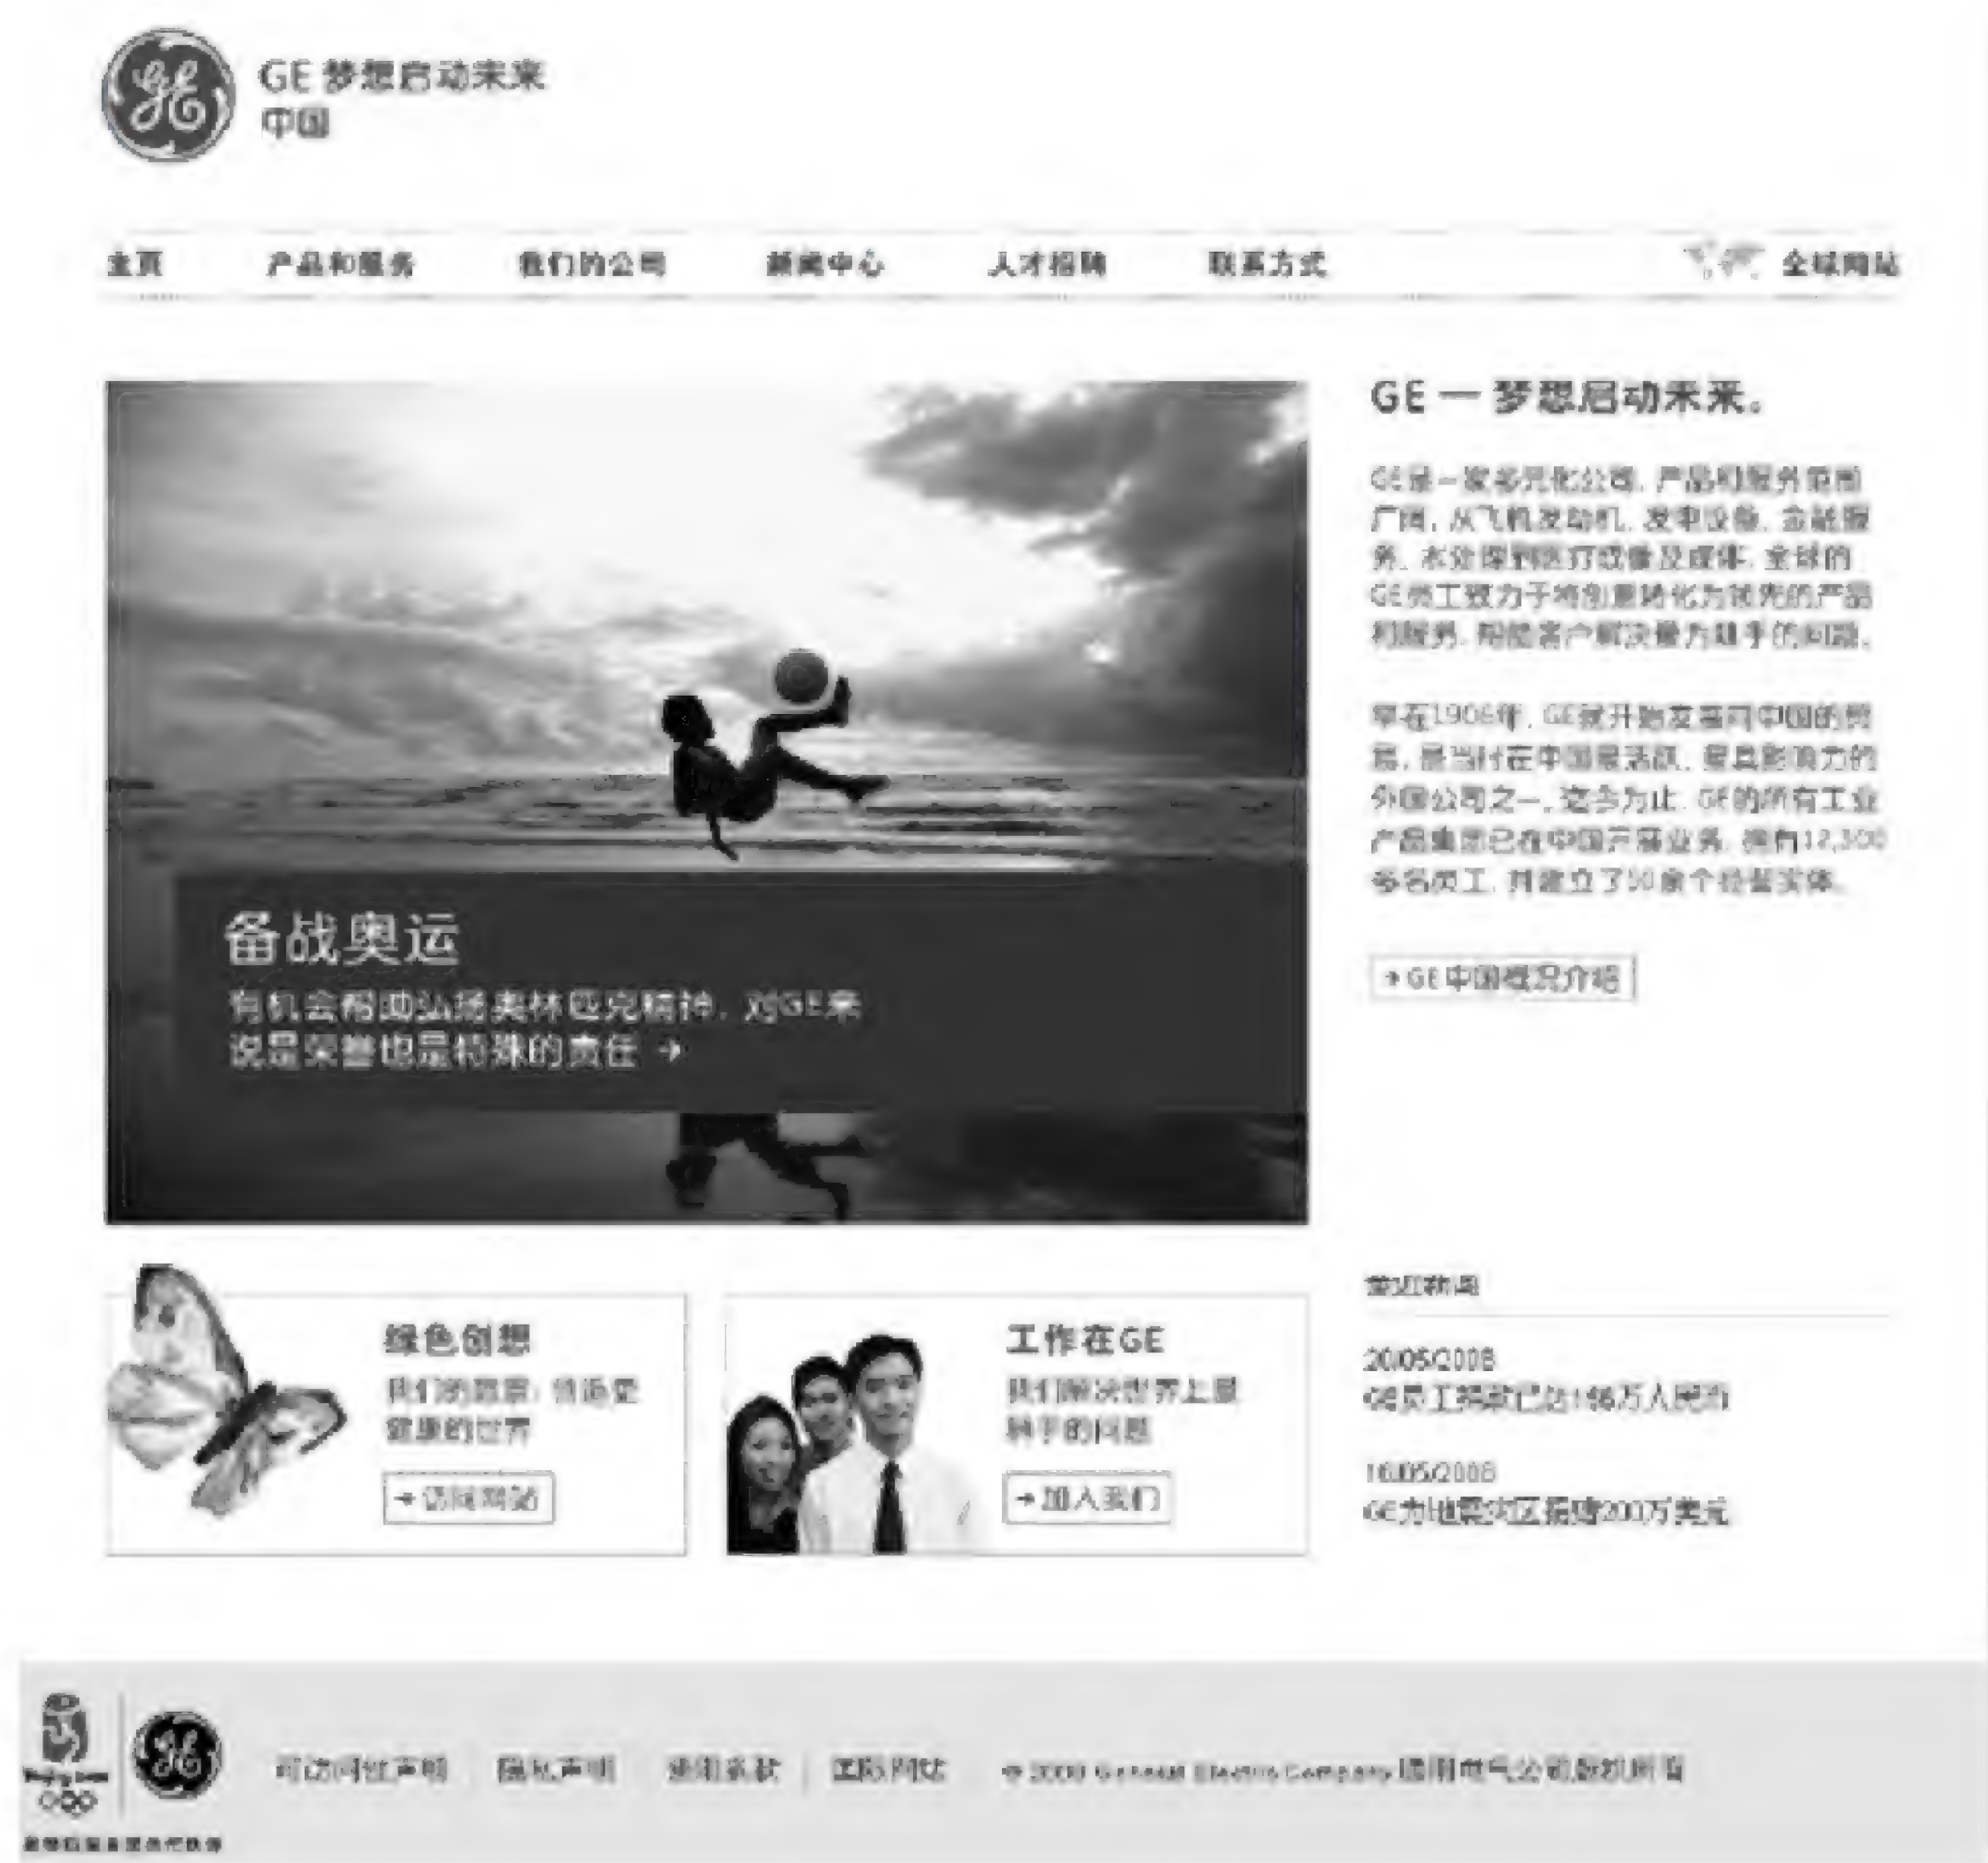 GE 梦想启动未来
中国
主页 产品和服务 我们的公司 新闻中心 人才招聘 联系方式 全球网站
GE — 梦想启动未来。
GE是一家多元化公司, 产品和服务范围
广阔, 从飞机发动机, 发电设备, 金融服
务, 水处理到医疗成像及媒体, 全球的
GE员工致力于将创意转化为领先的产品
和服务, 帮助客户解决最为棘手的问题。
早在1906年, GE就开始发展同中国的贸
易, 是当时在中国最活跃, 最具影响力的
外国公司之一。迄今为止, GE的所有工业
产品集团已在中国开展业务, 拥有12,300
多名员工, 并建立了50余个经营实体。
→GE中国概况介绍
备战奥运
有机会帮助弘扬奥林匹克精神, 对GE来
说是荣誉也是特殊的责任 →
绿色创想
我们的愿景: 创造更
健康的世界
→访问网站
工作在GE
我们解决世界上最
棘手的问题
→加入我们
最近新闻
20/05/2008
GE员工捐款已达 万人民币
16/05/2008
GE为地震灾区捐赠200万美元
GE
可访问性声明 隐私声明 使用条款 国际网站 © 2008 General Electric Company 通用电气公司版权所有